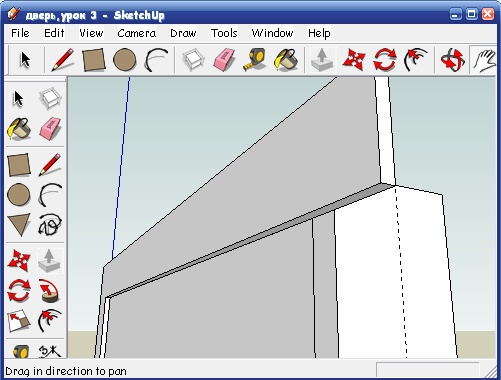 дверь,урок 3 - SketchUp
File Edit View Camera Draw Tools Window Help
Drag in direction to pan